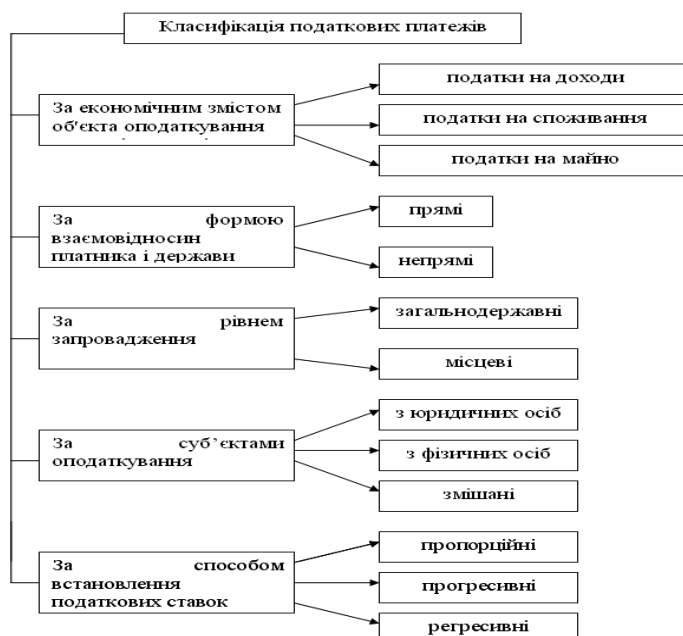 Класифікація податкових платежів
За економічним змістом
об'єкта оподаткування
податки на доходи
податки на споживання
податки на майно
За формою
взаємовідносин
платника і держави
прямі
непрямі
За рівнем
запровадження
загальнодержавні
місцеві
За суб’єктами
оподаткування
з юридичних осіб
з фізичних осіб
змішані
За способом
встановлення
податкових ставок
пропорційні
прогресивні
регресивні